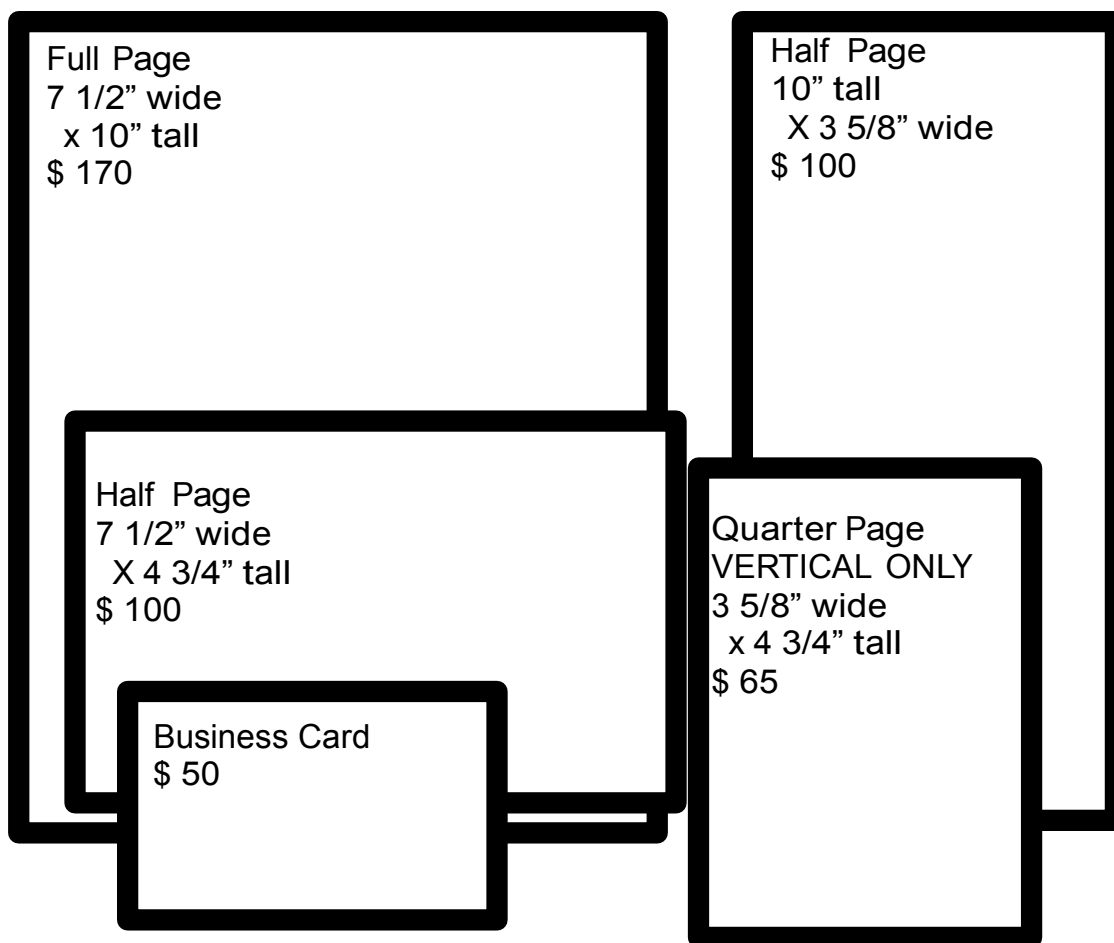 Full Page
7 1/2” wide
x 10” tall
$ 170
Half Page
10” tall
X 3 5/8” wide
$ 100
Half Page
7 1/2” wide
X 4 3/4” tall
$ 100
Quarter Page
VERTICAL ONLY
3 5/8” wide
x 4 3/4” tall
$ 65
Business Card
$ 50